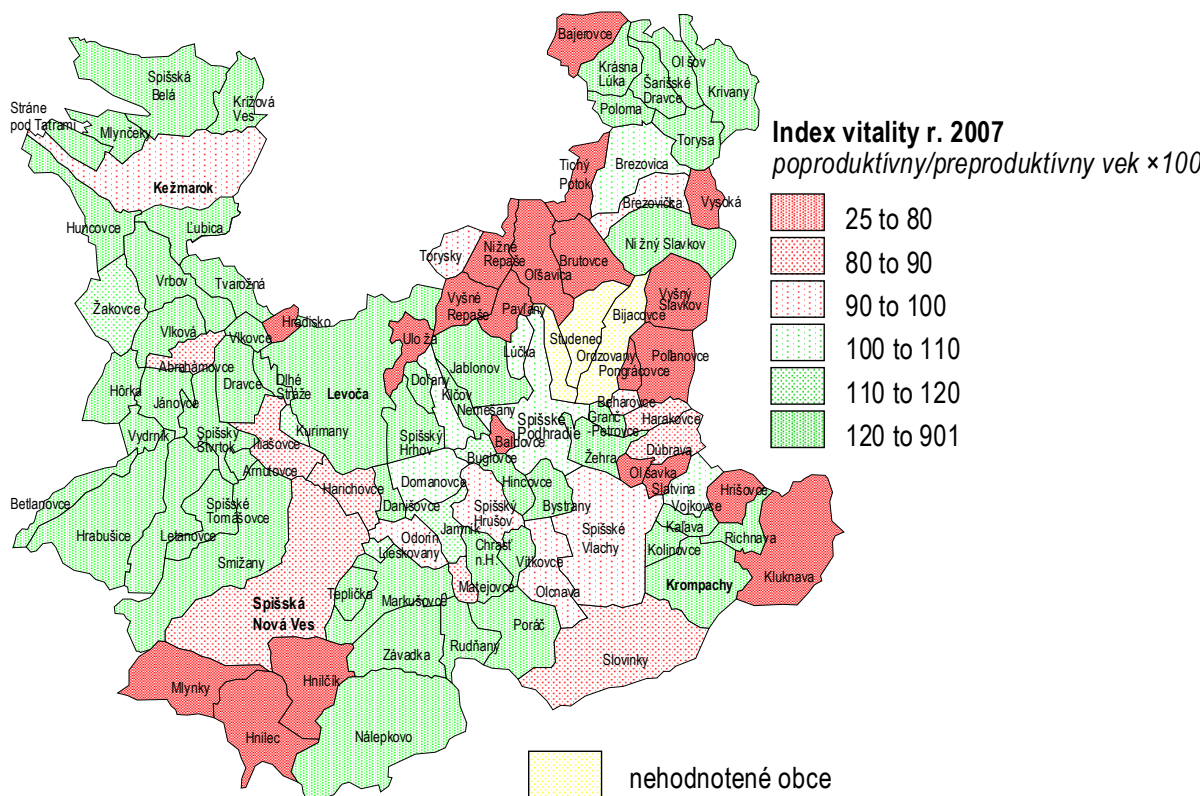 Bajerovce
Krásna
Lúka
Oľšov
Šarišské
Dravce
Krivany
Poloma
Torysa
Spišská
Belá
Krížová
Ves
Stráne
pod Tatrami
Mlynčeky
Kežmarok
Huncovce
Ľubica
Vrbov
Tvarožná
Žakovce
Vlková
Vlkovce
Hradisko
Abrahámovce
Hôrka
Jánovce
Dravce
Dlhé
Stráže
Levoča
Vydrník
Spišský
Štvrtok
Iliašovce
Kurimany
Arnutovce
Harichovce
Betlanovce
Hrabušice
Letanovce
Spišské
Tomášovce
Smižany
Spišská
Nová Ves
Mlynky
Hnilčík
Hnilec
Nálepkovo
Tichý
Potok
Brezovica
Brezovička
Vysoká
Nižný Slavkov
Torysky
Nižné
Repaše
Oľšavica
Brutovce
Vyšné
Repaše
Pavľany
Vyšný
Slavkov
Bijacovce
Studenec
Ordzovany
Poľanovce
Pongrácovce
Uloža
Lúčka
Jablonov
Doľany
Klčov
Nemešany
Beharovce
Spišské
Podhradie
Granč
-Petrovce
Harakovce
Dúbrava
Baldovce
Spišský
Hrhov
Buglovce
Žehra
Oľšavka
Slatvina
Domanovce
Hincovce
Bystrany
Vojkovce
Hrišovce
Danišovce
Spišský
Hrušov
Spišské
Vlachy
Kaľava
Richnava
Odorín
Jamník
Lieskovany
Chrasť
n.H.
Vítkovce
Kolinovce
Kluknava
Krompachy
Teplička
Markušovce
Matejovce
Olcnava
Rudňany
Poráč
Závadka
Slovinky
Index vitality r. 2007
poproduktívny/preproduktívny vek ×100
25 to 80
80 to 90
90 to 100
100 to 110
110 to 120
120 to 901
nehodnotené obce